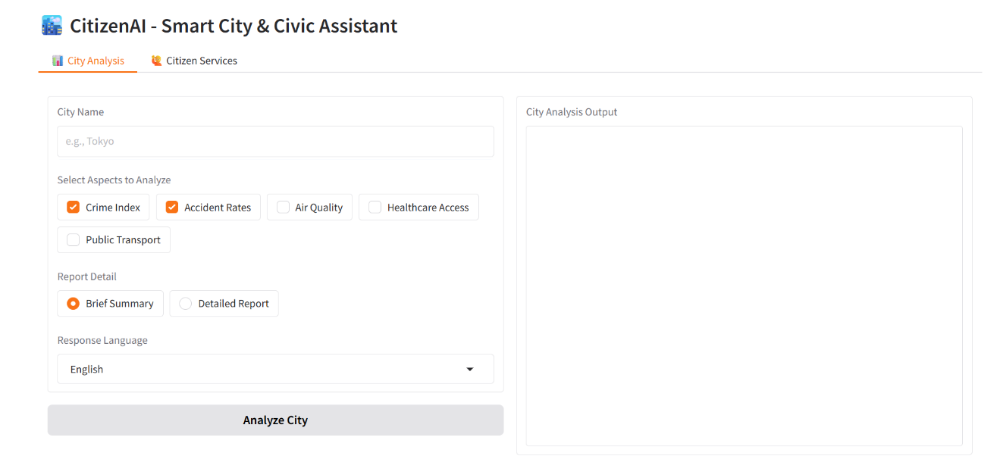 CitizenAI - Smart City & Civic Assistant
City Analysis Citizen Services
City Name
e.g., Tokyo
Select Aspects to Analyze
Crime Index Accident Rates Air Quality Healthcare Access
Public Transport
Report Detail
Brief Summary Detailed Report
Response Language
English
Analyze City
City Analysis Output